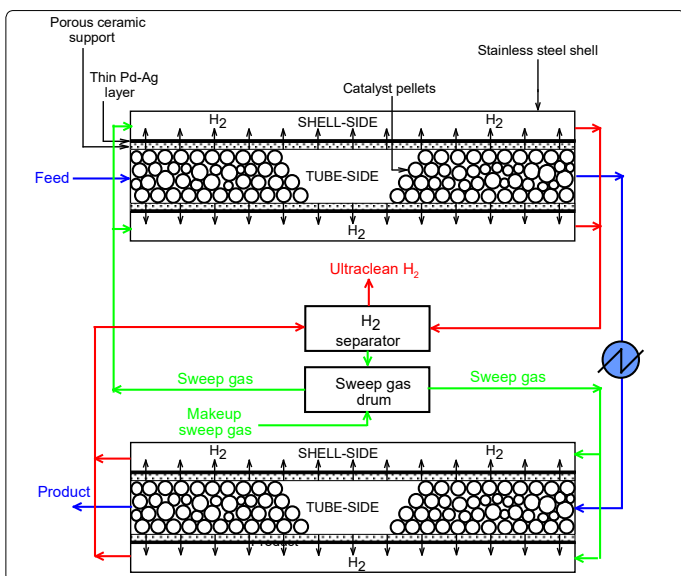 Porous ceramic
support
Stainless steel shell
Thin Pd-Ag
layer
Catalyst pellets
H2
SHELL-SIDE
H2
Feed
TUBE-SIDE
H2
Ultraclean H2
H2
separator
Sweep gas
Sweep gas
drum
Sweep gas
Makeup
sweep gas
H2
SHELL-SIDE
H2
Product
TUBE-SIDE
Product
H2